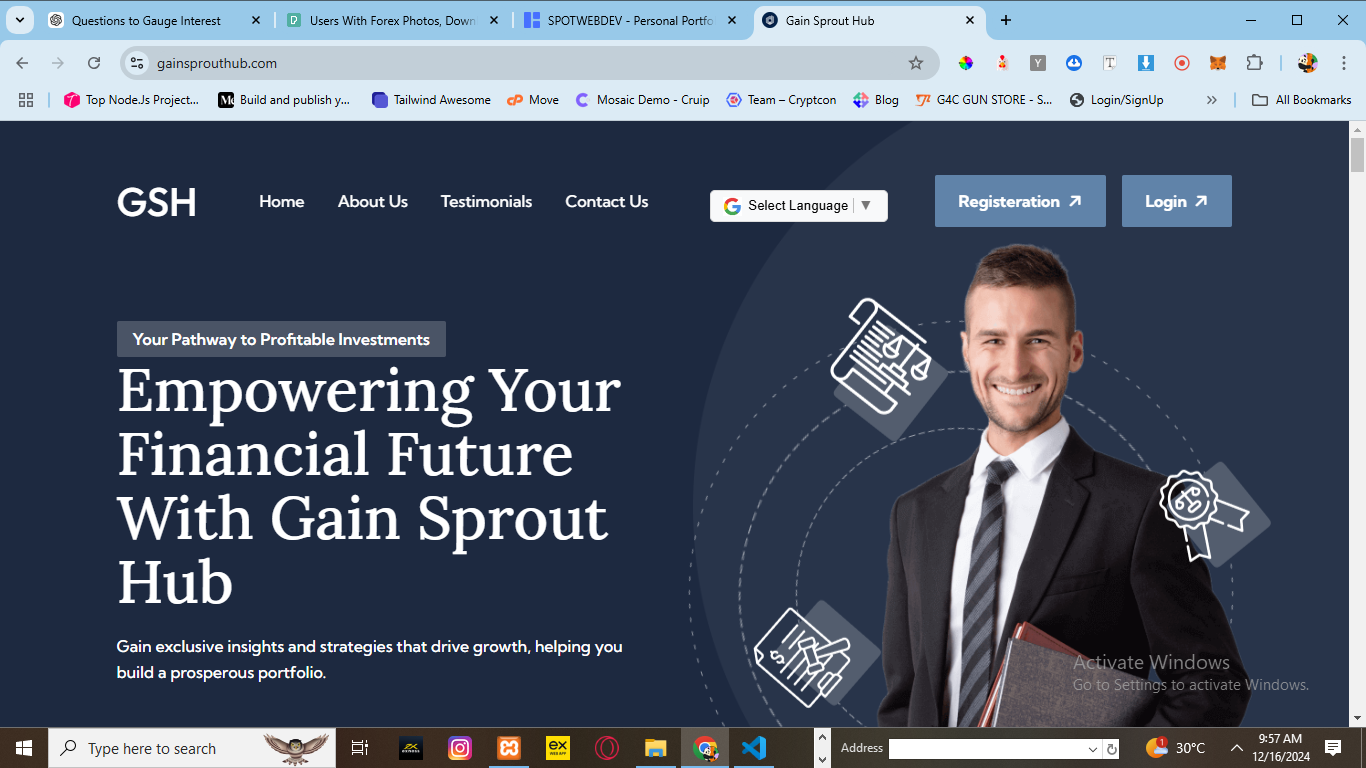 Questions to Gauge Interest
Users With Forex Photos, Down
SPOTWEBDEV - Personal Portfo
Gain Sprout Hub
gainsprouthub.com
Top Node.Js Project...
Build and publish y...
Tailwind Awesome
Move
Mosaic Demo - Cruip
Team – Cryptcon
Blog
G4C GUN STORE - S...
Login/SignUp
All Bookmarks
GSH
Home
About Us
Testimonials
Contact Us
Select Language
Registeration
Login
Your Pathway to Profitable Investments
Empowering Your
Financial Future
With Gain Sprout
Hub
Gain exclusive insights and strategies that drive growth, helping you
build a prosperous portfolio.
Activate Windows
Go to Settings to activate Windows.
Type here to search
ex
WEB APP
Address
1
30°C
9:57 AM
12/16/2024